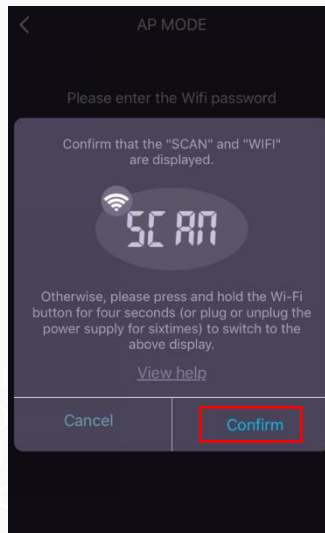 AP MODE
Please enter the Wifi password
Confirm that the "SCAN" and "WIFI"
are displayed.
SCAN
Otherwise, please press and hold the Wi-Fi
button for four seconds (or plug or unplug the
power supply for sixtimes) to switch to the
above display.
View help
Cancel
Confirm